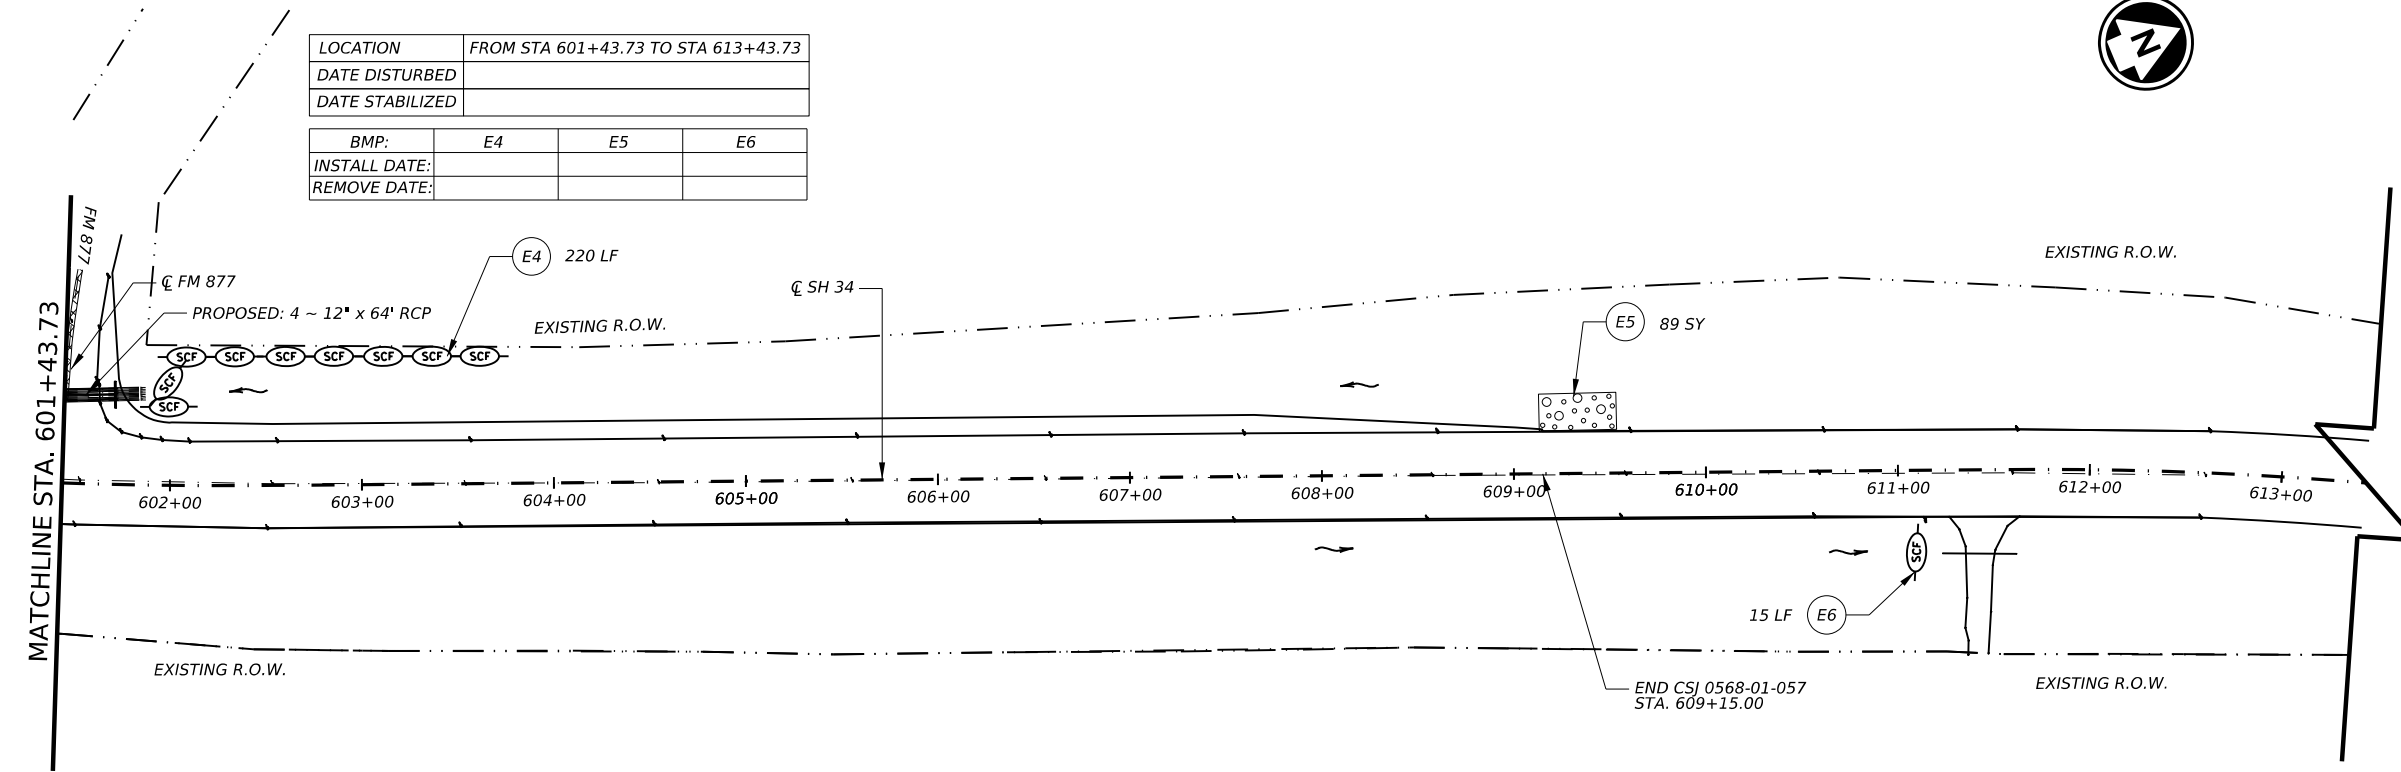 LOCATION FROM STA 601+43.73 TO STA 613+43.73
DATE DISTURBED
DATE STABILIZED
BMP: E4 E5 E6
INSTALL DATE:
REMOVE DATE:
N
FM 877
E4 220 LF
EXISTING R.O.W.
℄ FM 877
℄ SH 34
PROPOSED: 4 ~ 12" x 64' RCP
EXISTING R.O.W.
E5 89 SY
SCF SCF SCF SCF SCF SCF SCF
SCF
SCF
MATCHLINE STA. 601+43.73
602+00 603+00 604+00 605+00 606+00 607+00 608+00 609+00 610+00 611+00 612+00 613+00
SCF
15 LF E6
EXISTING R.O.W.
EXISTING R.O.W.
END CSJ 0568-01-057
STA. 609+15.00